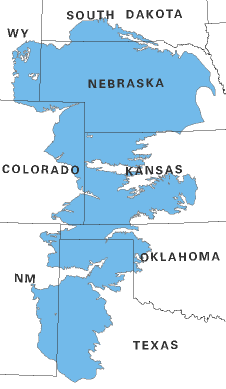 SOUTH DAKOTA
WY
NEBRASKA
COLORADO
KANSAS
OKLAHOMA
NM
TEXAS